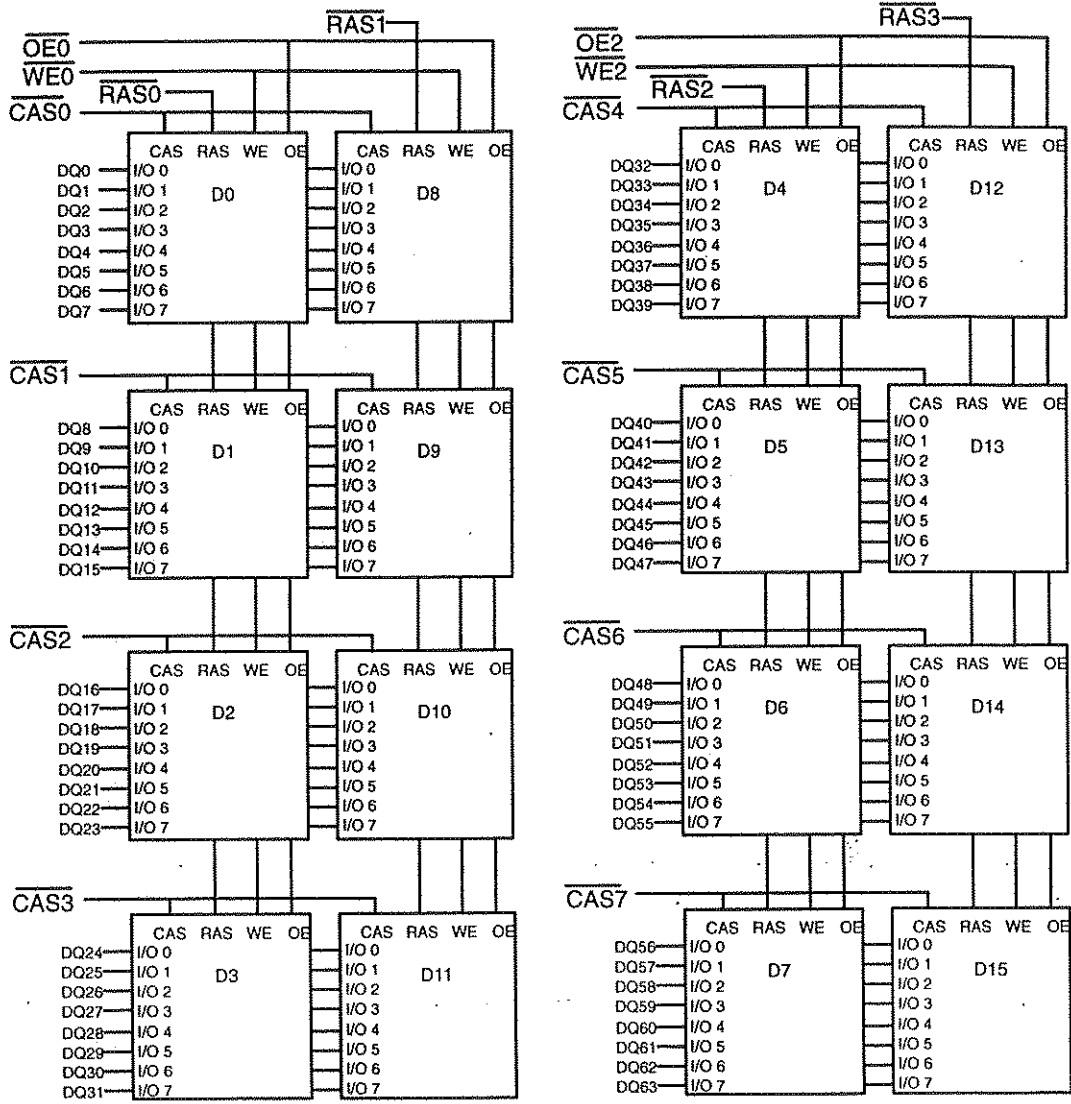 RAS1
OE0
WE0
RAS0
CAS0
CAS RAS WE OE CAS RAS WE OE
DQ0 I/O 0 I/O 0
DQ1 I/O 1 I/O 1
D0 D8
DQ2 I/O 2 I/O 2
DQ3 I/O 3 I/O 3
DQ4 I/O 4 I/O 4
DQ5 I/O 5 I/O 5
DQ6 I/O 6 I/O 6
DQ7 I/O 7 I/O 7
CAS1
CAS RAS WE OE CAS RAS WE OE
DQ8 I/O 0 I/O 0
DQ9 I/O 1 D1 I/O 1 D9
DQ10 I/O 2 I/O 2
DQ11 I/O 3 I/O 3
DQ12 I/O 4 I/O 4
DQ13 I/O 5 I/O 5
DQ14 I/O 6 I/O 6
DQ15 I/O 7 I/O 7
CAS2
CAS RAS WE OE CAS RAS WE OE
DQ16 I/O 0 I/O 0
DQ17 I/O 1 D2 I/O 1 D10
DQ18 I/O 2 I/O 2
DQ19 I/O 3 I/O 3
DQ20 I/O 4 I/O 4
DQ21 I/O 5 I/O 5
DQ22 I/O 6 I/O 6
DQ23 I/O 7 I/O 7
CAS3
CAS RAS WE OE CAS RAS WE OE
DQ24 I/O 0 I/O 0
DQ25 I/O 1 D3 I/O 1 D11
DQ26 I/O 2 I/O 2
DQ27 I/O 3 I/O 3
DQ28 I/O 4 I/O 4
DQ29 I/O 5 I/O 5
DQ30 I/O 6 I/O 6
DQ31 I/O 7 I/O 7
RAS3
OE2
WE2
RAS2
CAS4
CAS RAS WE OE CAS RAS WE OE
DQ32 I/O 0 I/O 0
DQ33 I/O 1 I/O 1
D4 D12
DQ34 I/O 2 I/O 2
DQ35 I/O 3 I/O 3
DQ36 I/O 4 I/O 4
DQ37 I/O 5 I/O 5
DQ38 I/O 6 I/O 6
DQ39 I/O 7 I/O 7
CAS5
CAS RAS WE OE CAS RAS WE OE
DQ40 I/O 0 I/O 0
DQ41 I/O 1 D5 I/O 1 D13
DQ42 I/O 2 I/O 2
DQ43 I/O 3 I/O 3
DQ44 I/O 4 I/O 4
DQ45 I/O 5 I/O 5
DQ46 I/O 6 I/O 6
DQ47 I/O 7 I/O 7
CAS6
CAS RAS WE OE CAS RAS WE OE
DQ48 I/O 0 I/O 0
DQ49 I/O 1 D6 I/O 1 D14
DQ50 I/O 2 I/O 2
DQ51 I/O 3 I/O 3
DQ52 I/O 4 I/O 4
DQ53 I/O 5 I/O 5
DQ54 I/O 6 I/O 6
DQ55 I/O 7 I/O 7
CAS7
CAS RAS WE OE CAS RAS WE OE
DQ56 I/O 0 I/O 0
DQ57 I/O 1 D7 I/O 1 D15
DQ58 I/O 2 I/O 2
DQ59 I/O 3 I/O 3
DQ60 I/O 4 I/O 4
DQ61 I/O 5 I/O 5
DQ62 I/O 6 I/O 6
DQ63 I/O 7 I/O 7